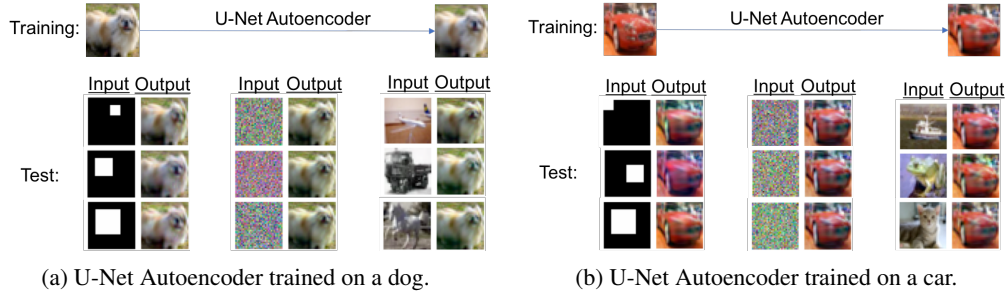 U-Net Autoencoder
Training:
Input Output Input Output Input Output
Test:
(a) U-Net Autoencoder trained on a dog.
U-Net Autoencoder
Training:
Input Output Input Output Input Output
Test:
(b) U-Net Autoencoder trained on a car.